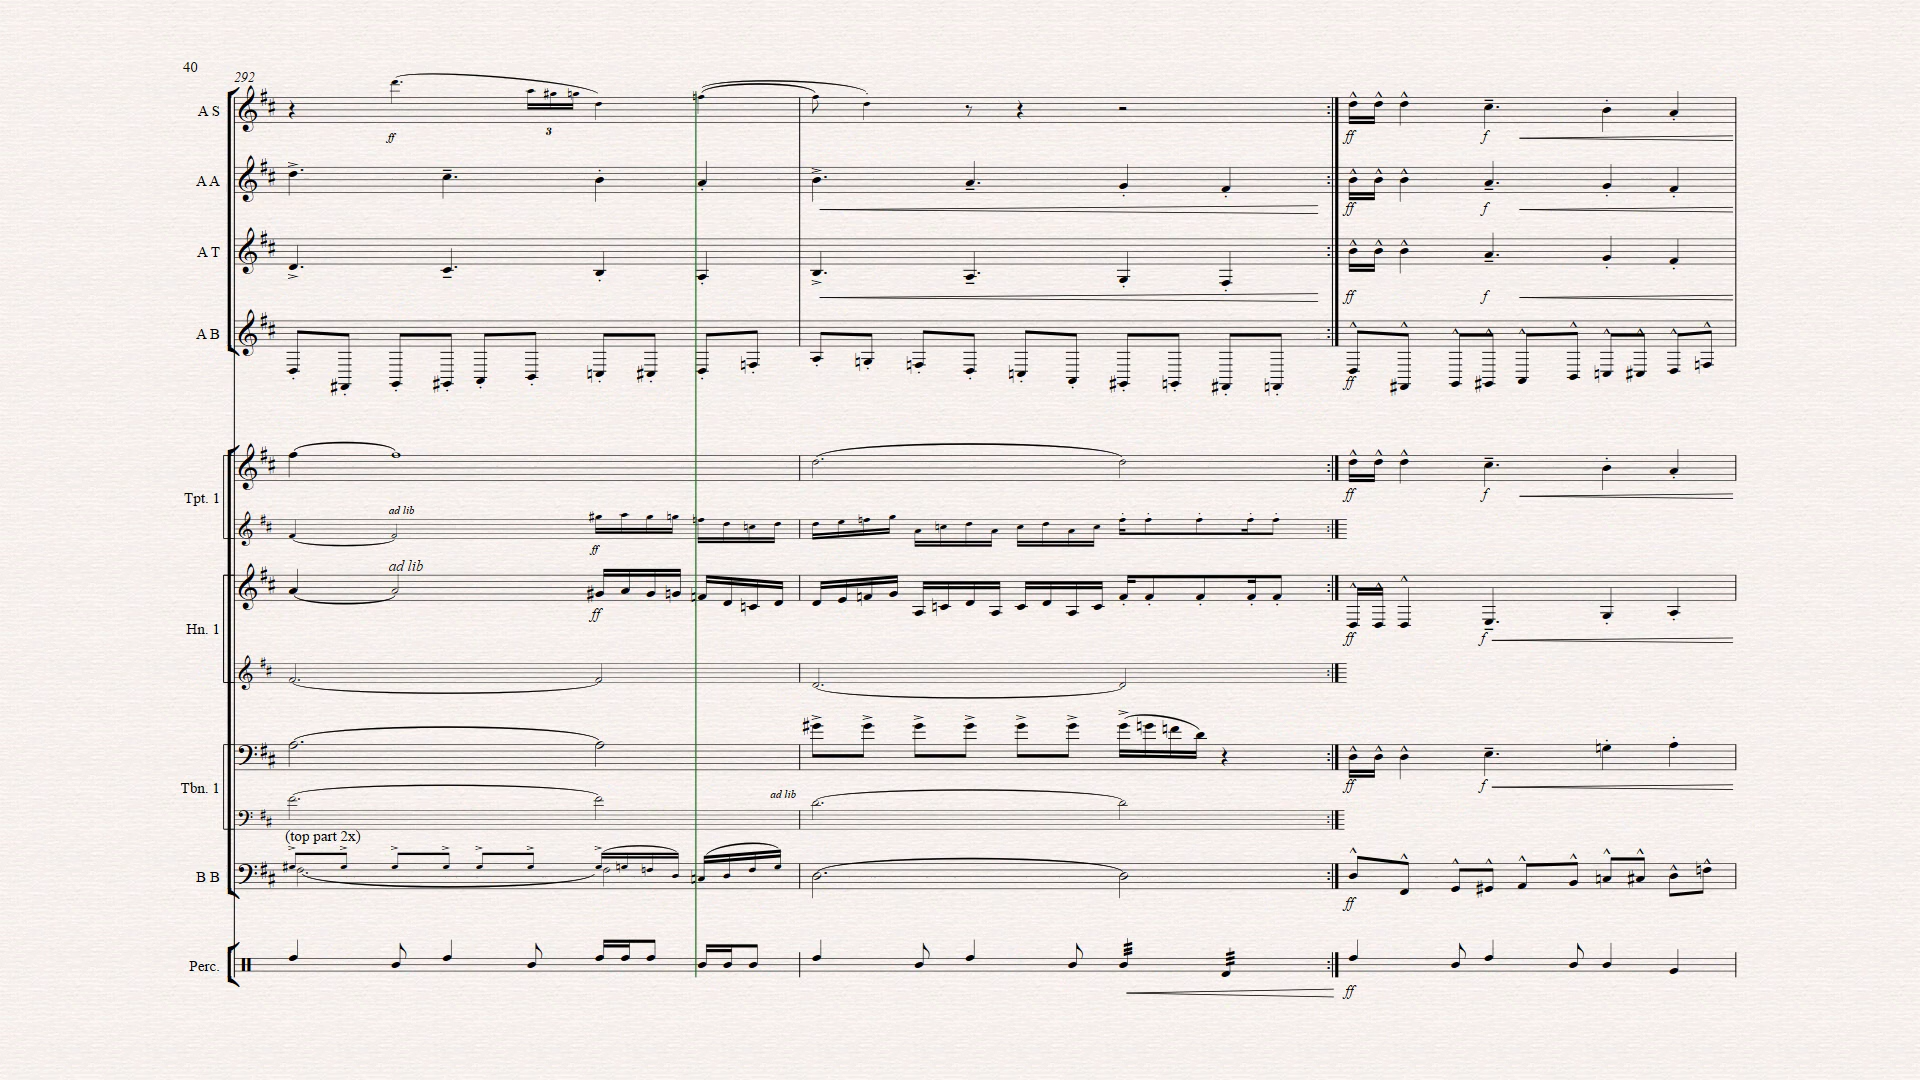 40
292
A S
ff
3
ff
f
A A
ff
f
A T
ff
f
A B
ff
Tpt. 1
ff
f
ad lib
ff
ad lib
Hn. 1
ff
ff
f
Tbn. 1
ff
f
ad lib
(top part 2x)
B B
ff
Perc.
ff